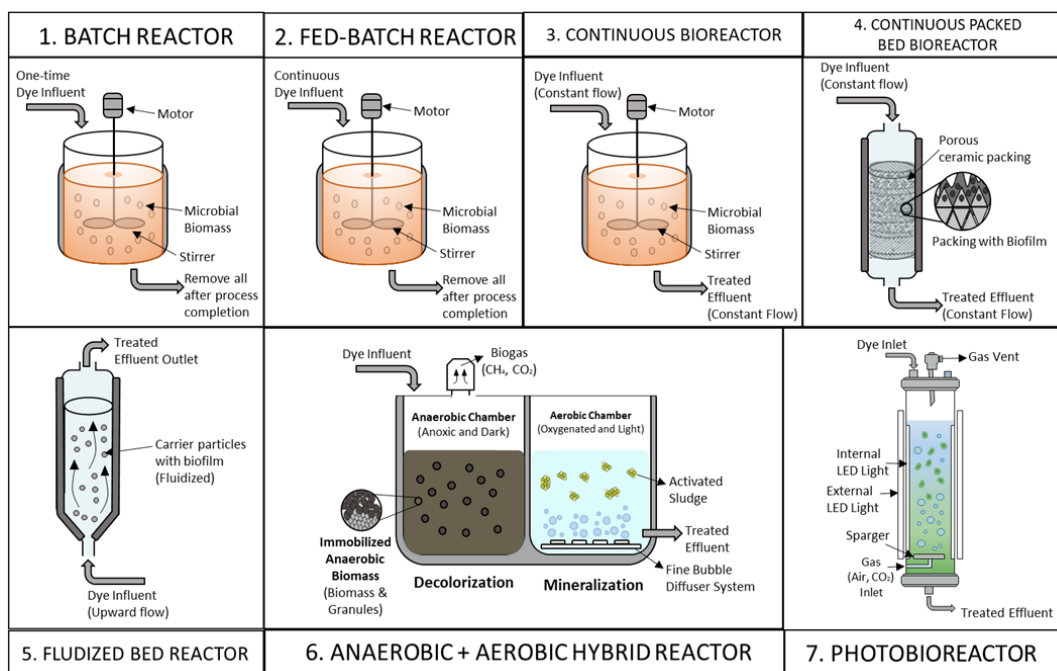 1. BATCH REACTOR
One-time
Dye Influent
Motor
Microbial
Biomass
Stirrer
Remove all
after process
completion
2. FED-BATCH REACTOR
Continuous
Dye Influent
Motor
Microbial
Biomass
Stirrer
Remove all
after process
completion
3. CONTINUOUS BIOREACTOR
Dye Influent
(Constant flow)
Motor
Microbial
Biomass
Stirrer
Treated
Effluent
(Constant Flow)
4. CONTINUOUS PACKED
BED BIOREACTOR
Dye Influent
(Constant flow)
Porous
ceramic packing
Packing with Biofilm
Treated Effluent
(Constant Flow)
Treated
Effluent Outlet
Carrier particles
with biofilm
(Fluidized)
Dye Influent
(Upward flow)
5. FLUDIZED BED REACTOR
Dye Influent
Biogas
(CH₄, CO₂)
Anaerobic Chamber
(Anoxic and Dark)
Aerobic Chamber
(Oxygenated and Light)
Activated
Sludge
Treated
Effluent
Fine Bubble
Diffuser System
Immobilized
Anaerobic
Biomass
(Biomass &
Granules)
Decolorization
Mineralization
6. ANAEROBIC + AEROBIC HYBRID REACTOR
Dye Inlet
Gas Vent
Internal
LED Light
External
LED Light
Sparger
Gas
(Air, CO₂)
Inlet
Treated Effluent
7. PHOTOBIOREACTOR